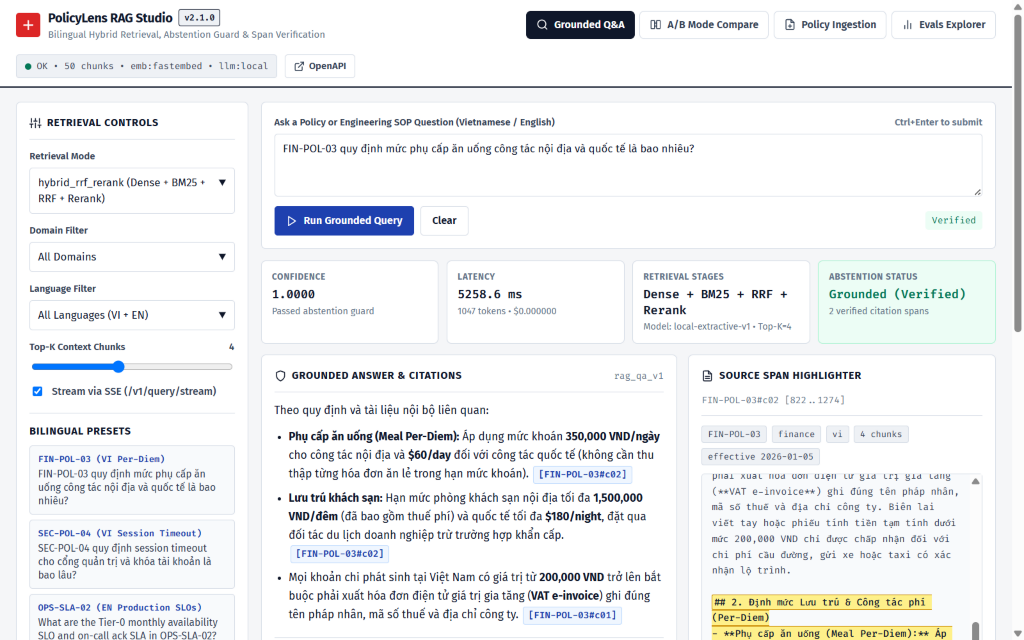 PolicyLens RAG Studio v2.1.0
Bilingual Hybrid Retrieval, Abstention Guard & Span Verification
Grounded Q&A
A/B Mode Compare
Policy Ingestion
Evals Explorer
OK • 50 chunks • emb:fastembed • llm:local
OpenAPI
RETRIEVAL CONTROLS
Retrieval Mode
hybrid_rrf_rerank (Dense + BM25 +
RRF + Rerank)
Domain Filter
All Domains
Language Filter
All Languages (VI + EN)
Top-K Context Chunks 4
Stream via SSE (/v1/query/stream)
BILINGUAL PRESETS
FIN-POL-03 (VI Per-Diem)
FIN-POL-03 quy định mức phụ cấp ăn
uống công tác nội địa và quốc tế là bao
nhiêu?
SEC-POL-04 (VI Session Timeout)
SEC-POL-04 quy định session timeout
cho cổng quản trị và khóa tài khoản là
bao lâu?
OPS-SLA-02 (EN Production SLOs)
What are the Tier-0 monthly availability
SLO and on-call ack SLA in OPS-SLA-02?
Ask a Policy or Engineering SOP Question (Vietnamese / English)
Ctrl+Enter to submit
FIN-POL-03 quy định mức phụ cấp ăn uống công tác nội địa và quốc tế là bao nhiêu?
Run Grounded Query
Clear
Verified
CONFIDENCE
1.0000
Passed abstention guard
LATENCY
5258.6 ms
1047 tokens • $0.000000
RETRIEVAL STAGES
Dense + BM25 + RRF +
Rerank
Model: local-extractive-v1 • Top-K=4
ABSTENTION STATUS
Grounded (Verified)
2 verified citation spans
GROUNDED ANSWER & CITATIONS
rag_qa_v1
Theo quy định và tài liệu nội bộ liên quan:
• Phụ cấp ăn uống (Meal Per-Diem): Áp dụng mức khoán 350,000 VND/ngày
cho công tác nội địa và $60/day đối với công tác quốc tế (không cần thu
thập từng hóa đơn ăn lẻ trong hạn mức khoán). [FIN-POL-03#c02]
• Lưu trú khách sạn: Hạn mức phòng khách sạn nội địa tối đa 1,500,000
VND/đêm (đã bao gồm thuế phí) và quốc tế tối đa $180/night, đặt qua
đối tác du lịch doanh nghiệp trừ trường hợp khẩn cấp.
[FIN-POL-03#c02]
• Mọi khoản chi phát sinh tại Việt Nam có giá trị từ 200,000 VND trở lên bắt
buộc phải xuất hóa đơn điện tử giá trị gia tăng (VAT e-invoice) ghi đúng
tên pháp nhân, mã số thuế và địa chỉ công ty. [FIN-POL-03#c01]
SOURCE SPAN HIGHLIGHTER
FIN-POL-03#c02 [822..1274]
FIN-POL-03
finance
vi
4 chunks
effective 2026-01-05
phải xuất hóa đơn điện tử giá trị gia tăng
(**VAT e-invoice**) ghi đúng tên pháp nhân,
mã số thuế và địa chỉ công ty. Biên lai
viết tay hoặc phiếu tính tiền tạm tính dưới
mức 200,000 VND chỉ được chấp nhận đối với
chi phí cầu đường, gửi xe hoặc taxi có xác
nhận lộ trình.
## 2. Định mức Lưu trú & Công tác phí
(Per-Diem)
- **Phụ cấp ăn uống (Meal Per-Diem):** Áp